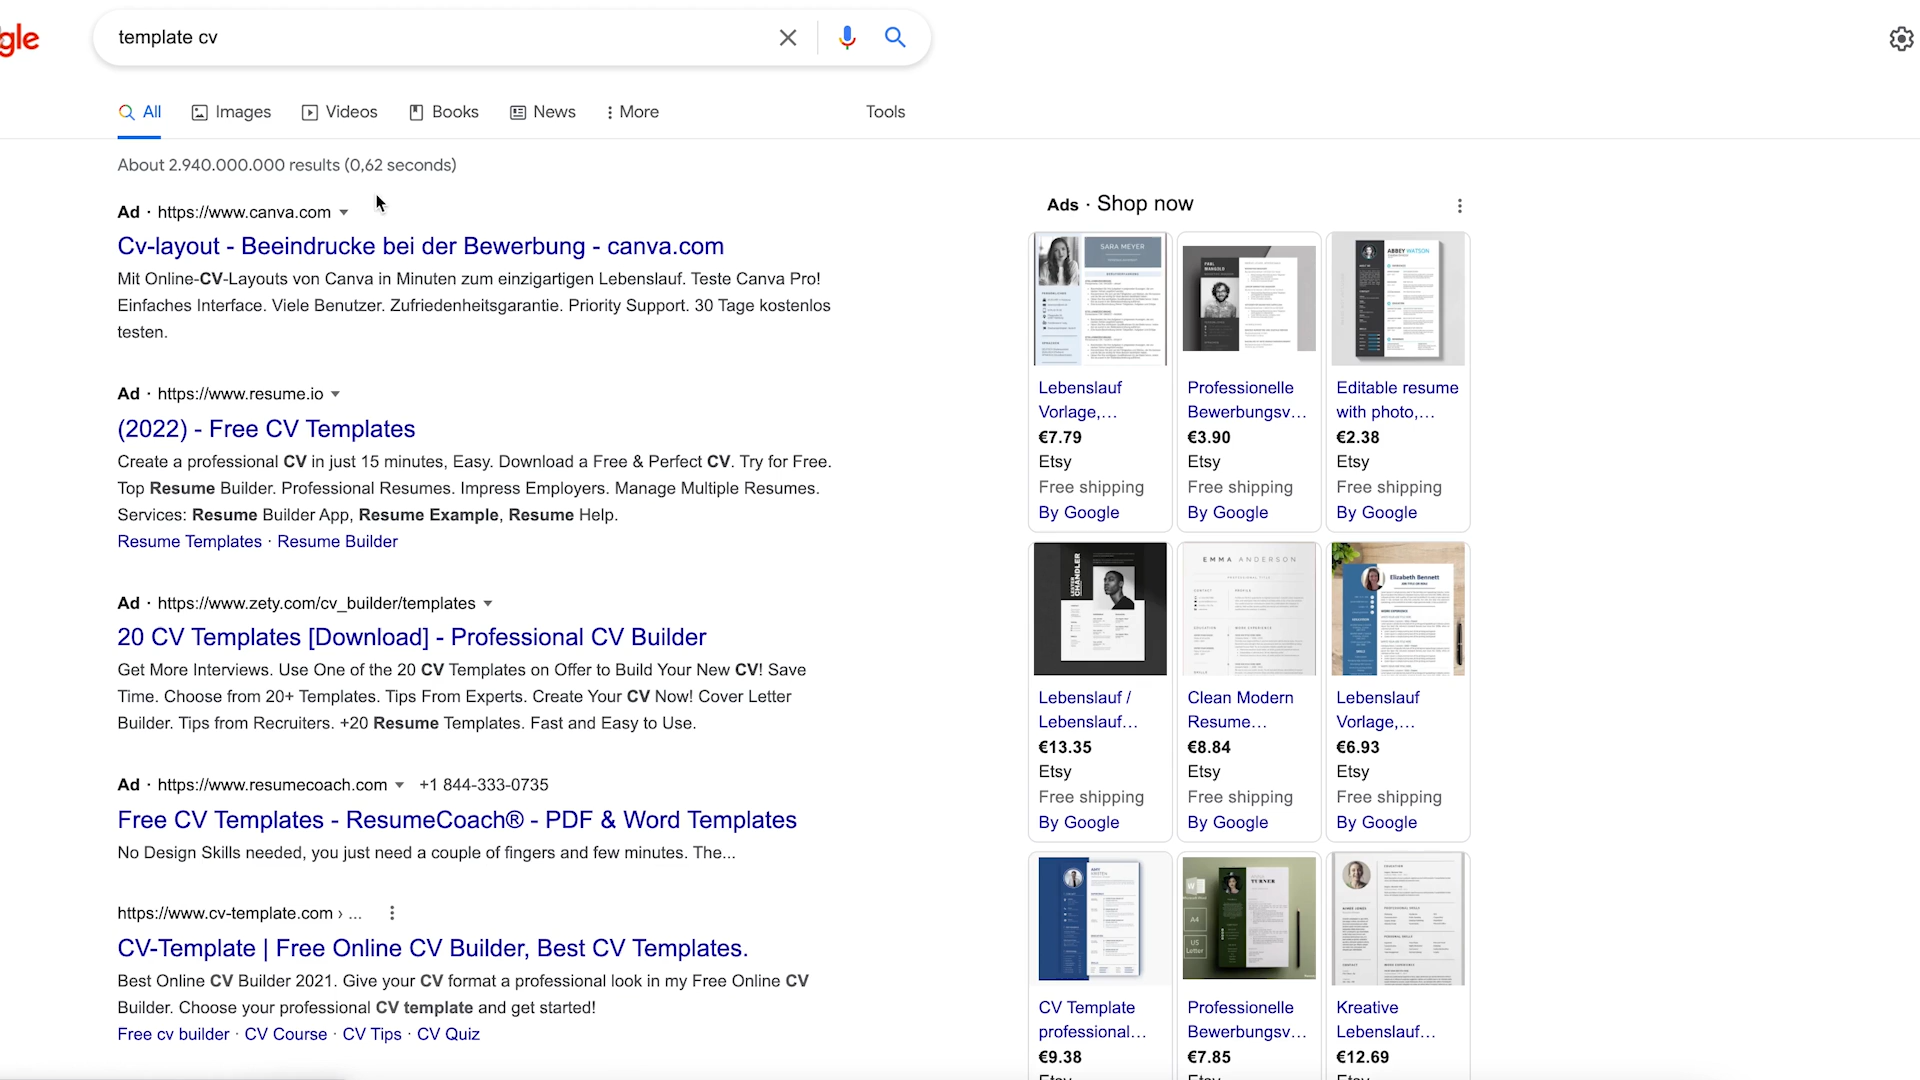 gle
template cv
All
Images
Videos
Books
News
More
Tools
About 2.940.000.000 results (0,62 seconds)
Ad · https://www.canva.com
Cv-layout - Beeindrucke bei der Bewerbung - canva.com
Mit Online-CV-Layouts von Canva in Minuten zum einzigartigen Lebenslauf. Teste Canva Pro!
Einfaches Interface. Viele Benutzer. Zufriedenheitsgarantie. Priority Support. 30 Tage kostenlos
testen.
Ad · https://www.resume.io
(2022) - Free CV Templates
Create a professional CV in just 15 minutes, Easy. Download a Free & Perfect CV. Try for Free.
Top Resume Builder. Professional Resumes. Impress Employers. Manage Multiple Resumes.
Services: Resume Builder App, Resume Example, Resume Help.
Resume Templates · Resume Builder
Ad · https://www.zety.com/cv_builder/templates
20 CV Templates [Download] - Professional CV Builder
Get More Interviews. Use One of the 20 CV Templates on Offer to Build Your New CV! Save
Time. Choose from 20+ Templates. Tips From Experts. Create Your CV Now! Cover Letter
Builder. Tips from Recruiters. +20 Resume Templates. Fast and Easy to Use.
Ad · https://www.resumecoach.com +1 844-333-0735
Free CV Templates - ResumeCoach® - PDF & Word Templates
No Design Skills needed, you just need a couple of fingers and few minutes. The...
https://www.cv-template.com › ...
CV-Template | Free Online CV Builder, Best CV Templates.
Best Online CV Builder 2021. Give your CV format a professional look in my Free Online CV
Builder. Choose your professional CV template and get started!
Free cv builder · CV Course · CV Tips · CV Quiz
Ads · Shop now
SARA MEYER
Lebenslauf
Vorlage,...
€7.79
Etsy
Free shipping
By Google
Professionelle
Bewerbungsv...
€3.90
Etsy
Free shipping
By Google
ABBEY WATSON
Editable resume
with photo,...
€2.38
Etsy
Free shipping
By Google
CHANDLER
Lebenslauf /
Lebenslauf...
€13.35
Etsy
Free shipping
By Google
EMMA ANDERSON
Clean Modern
Resume...
€8.84
Etsy
Free shipping
By Google
Elizabeth Bennett
Lebenslauf
Vorlage,...
€6.93
Etsy
Free shipping
By Google
CV Template
professional...
€9.38
Etsy
TURNER
A4
US
Letter
Professionelle
Bewerbungsv...
€7.85
Etsy
Kreative
Lebenslauf...
€12.69
Etsy